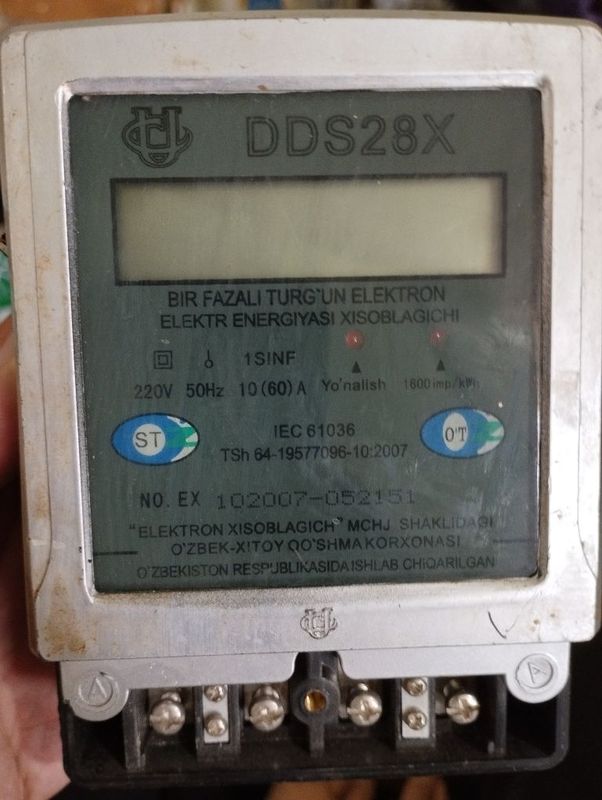 DDS28X
BIR FAZALI TURG'UN ELEKTRON
ELEKTR ENERGIYASI XISOBLAGICHI
1SINF
220V 50Hz 10(60)A Yo'nalish 1600imp/kWh
ST
O'T
IEC 61036
TSh 64-19577096-10:2007
NO. EX 102007-052151
"ELEKTRON XISOBLAGICH" MCHJ SHAKLIDAGI
O'ZBEK-XITOY QO'SHMA KORXONASI
O'ZBEKISTON RESPUBLIKASIDA ISHLAB CHIQARILGAN
A
A